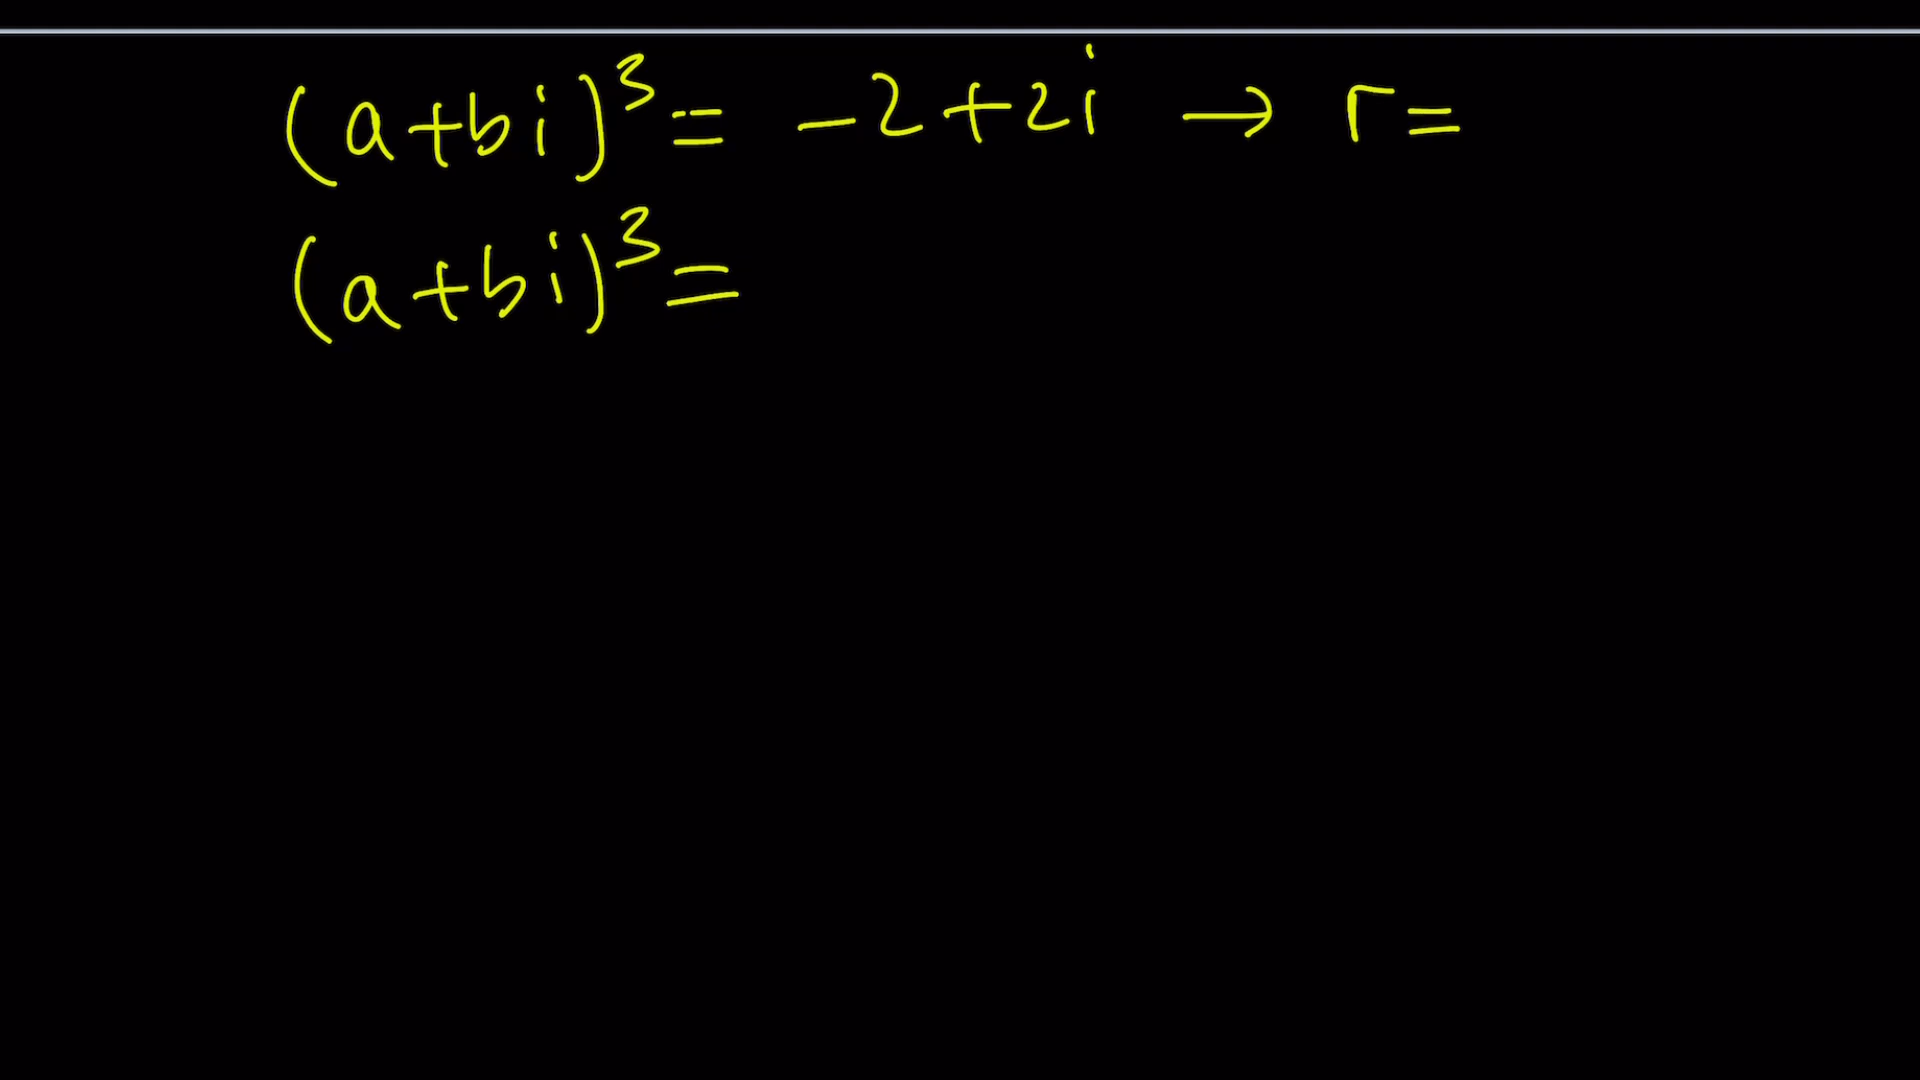 (a+bi)³= -2+2i → r=
(a+bi)³=